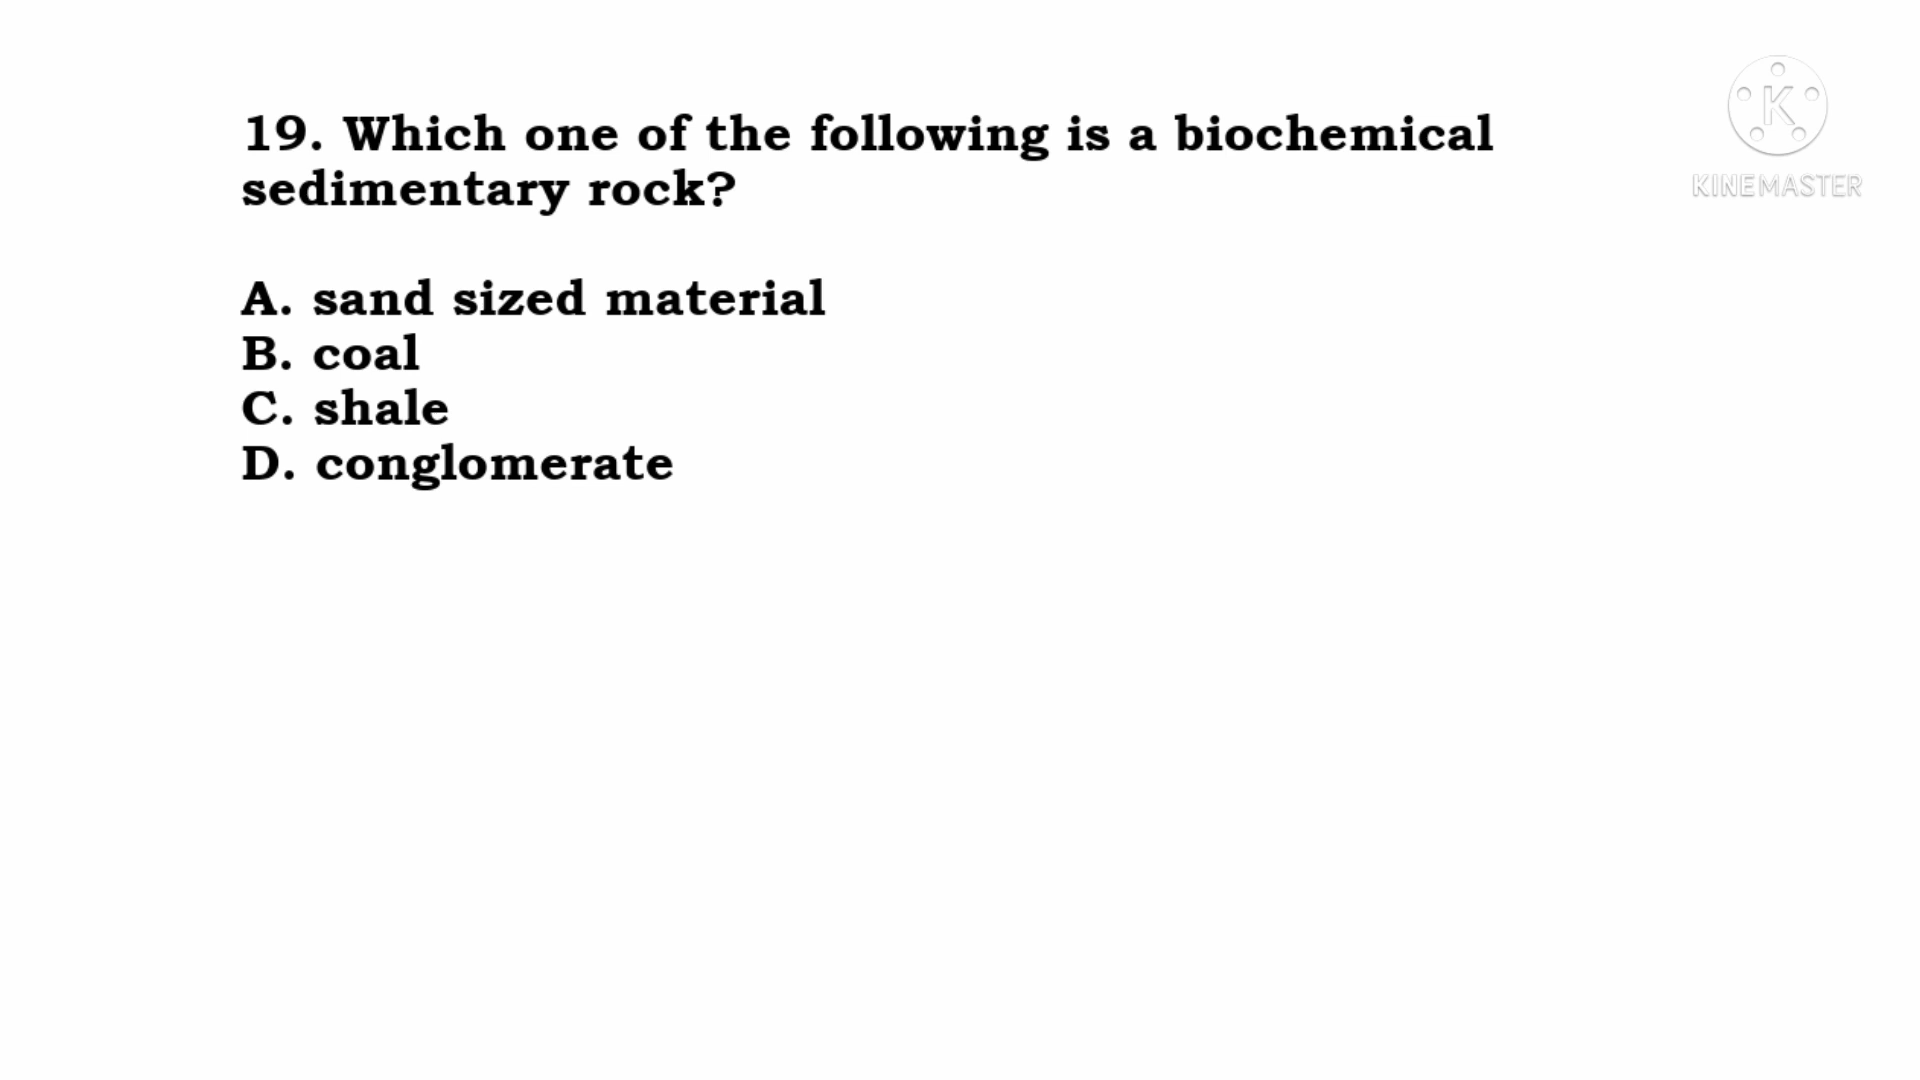 19. Which one of the following is a biochemical
sedimentary rock?
A. sand sized material
B. coal
C. shale
D. conglomerate
K
KINEMASTER